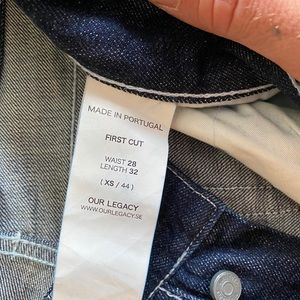 MADE IN PORTUGAL
FIRST CUT
WAIST 28
LENGTH 32
( XS / 44 )
OUR LEGACY
WWW.OURLEGACY.SE